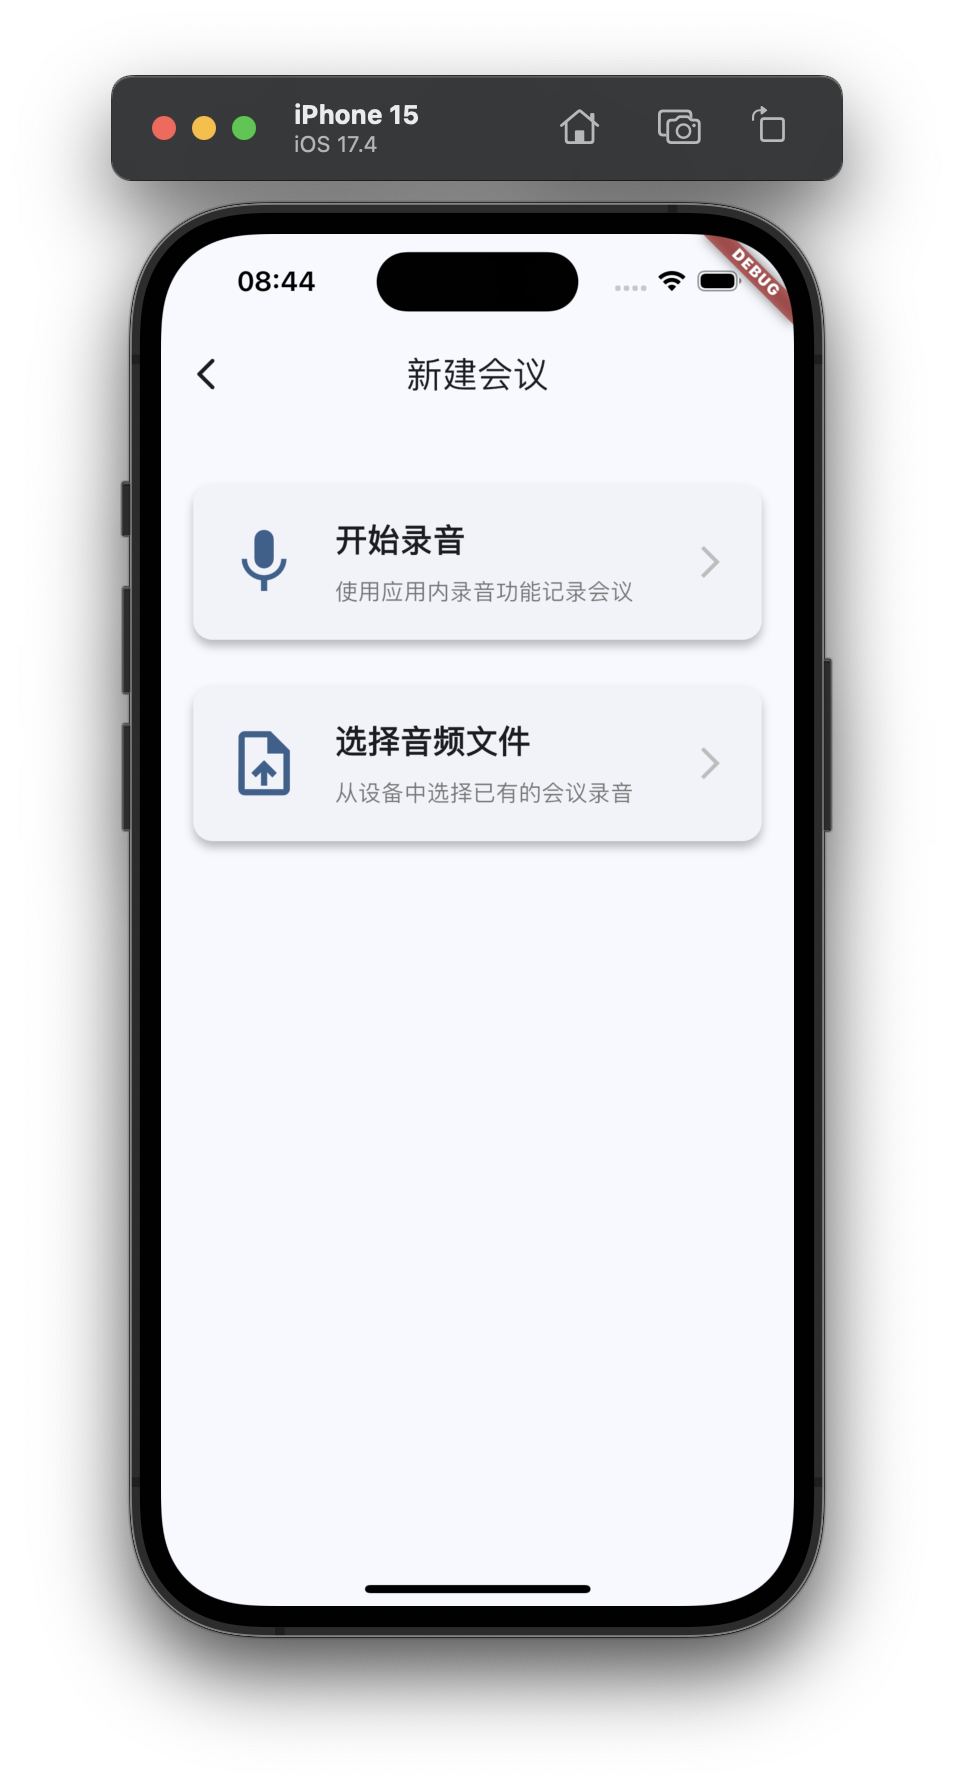 iPhone 15
iOS 17.4
08:44
DEBUG
新建会议
开始录音
使用应用内录音功能记录会议
选择音频文件
从设备中选择已有的会议录音